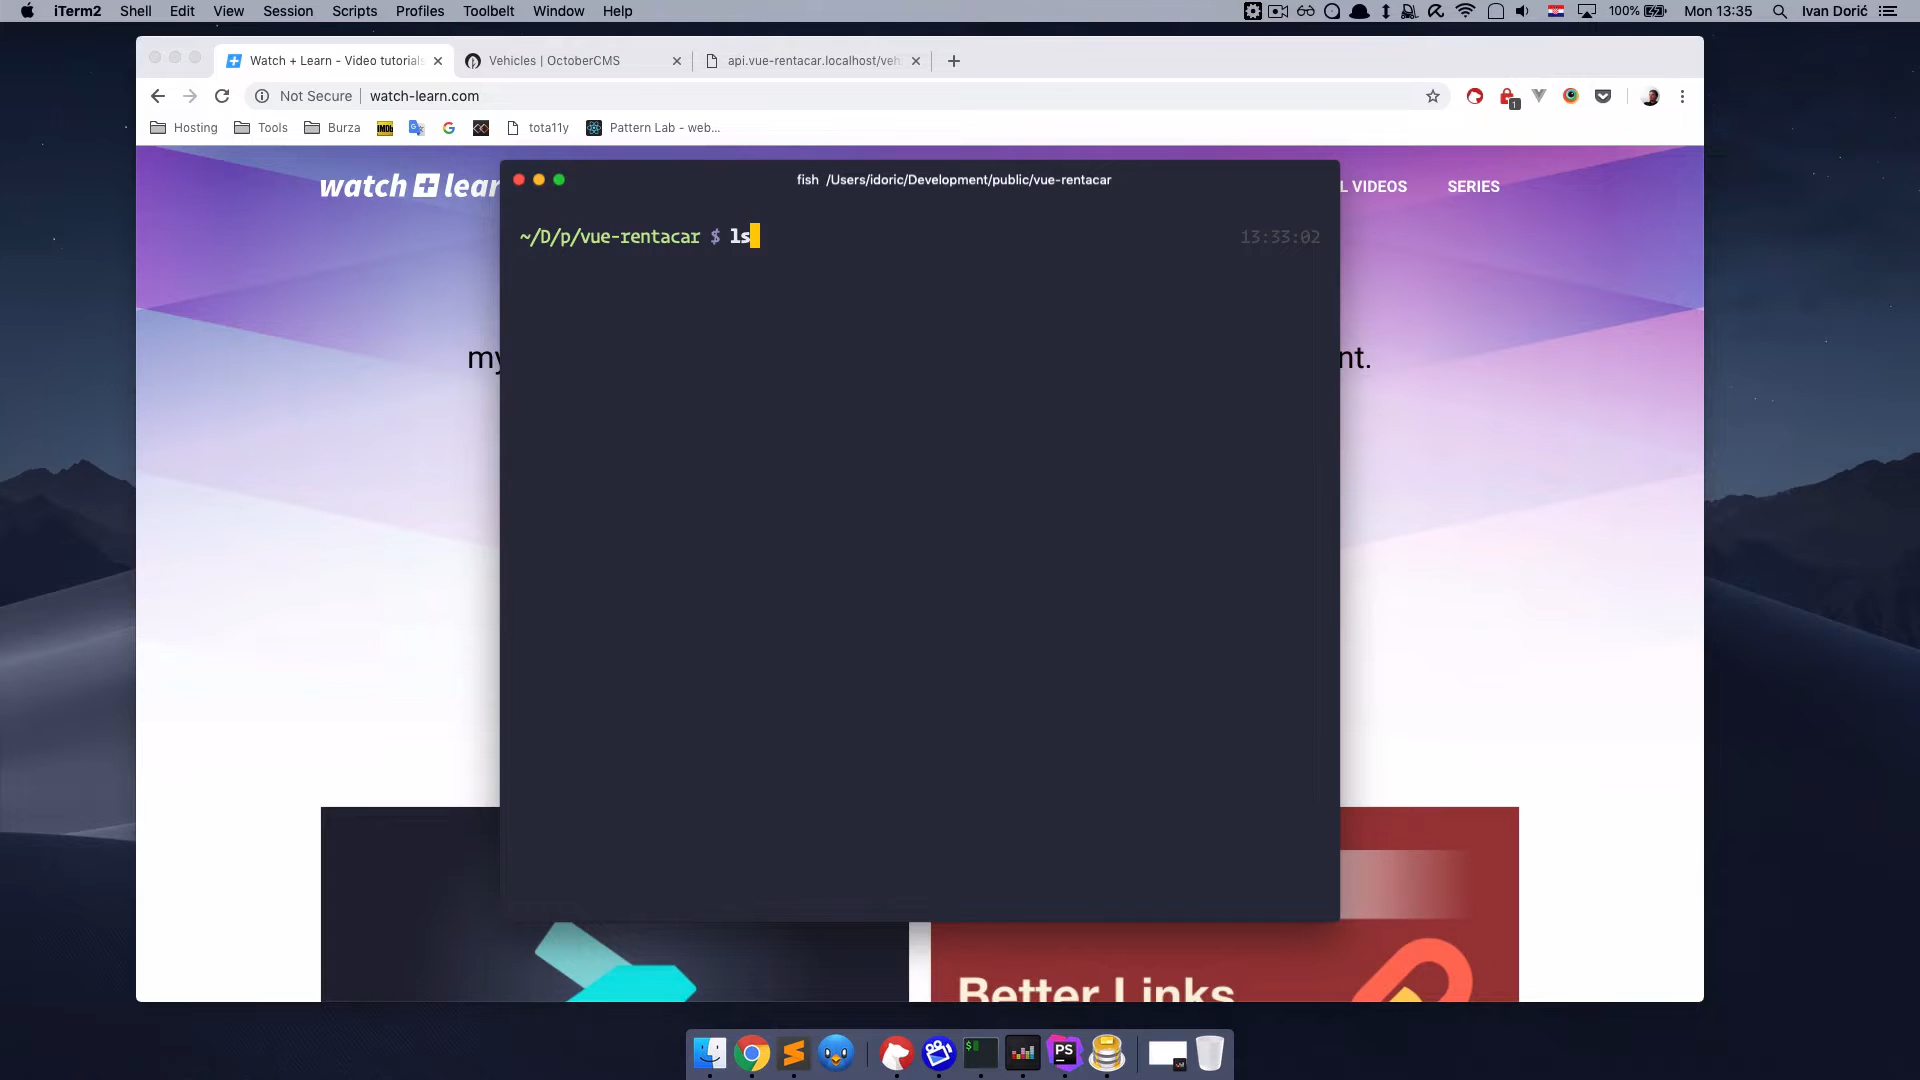 iTerm2 Shell Edit View Session Scripts Profiles Toolbelt Window Help 100% Mon 13:35 Ivan Dorić
Watch + Learn - Video tutorials Vehicles | OctoberCMS api.vue-rentacar.localhost/veh
Not Secure watch-learn.com 1
Hosting Tools Burza IMDb tota11y Pattern Lab - web...
fish /Users/idoric/Development/public/vue-rentacar
watch + lear L VIDEOS SERIES
~/D/p/vue-rentacar $ ls 13:33:02
my nt.
Better Links
$ PS